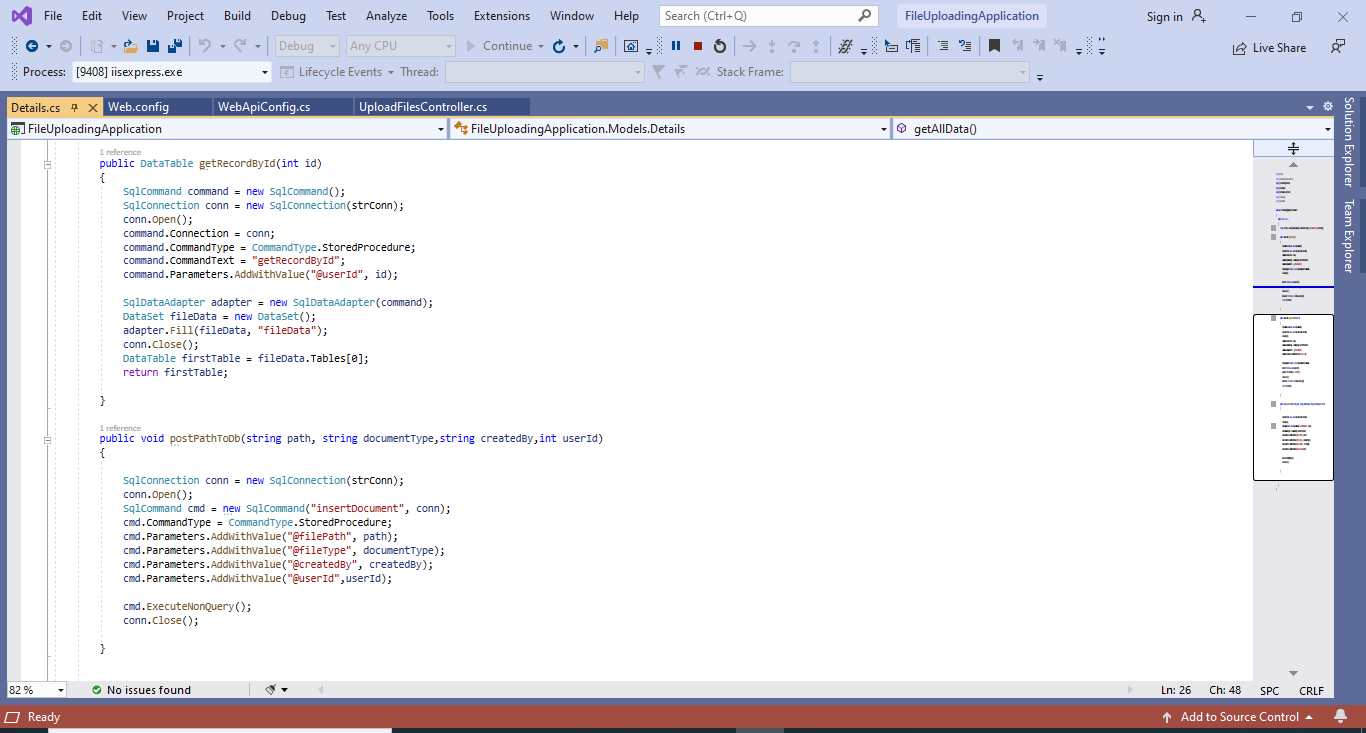 File Edit View Project Build Debug Test Analyze Tools Extensions Window Help Search (Ctrl+Q) FileUploadingApplication Sign in
Debug Any CPU Continue Live Share
Process: [9408] iisexpress.exe Lifecycle Events Thread: Stack Frame:
Details.cs Web.config WebApiConfig.cs UploadFilesController.cs
FileUploadingApplication FileUploadingApplication.Models.Details getAllData()
1 reference
public DataTable getRecordById(int id)
{
SqlCommand command = new SqlCommand();
SqlConnection conn = new SqlConnection(strConn);
conn.Open();
command.Connection = conn;
command.CommandType = CommandType.StoredProcedure;
command.CommandText = "getRecordById";
command.Parameters.AddWithValue("@userId", id);
SqlDataAdapter adapter = new SqlDataAdapter(command);
DataSet fileData = new DataSet();
adapter.Fill(fileData, "fileData");
conn.Close();
DataTable firstTable = fileData.Tables[0];
return firstTable;
}
1 reference
public void postPathToDb(string path, string documentType,string createdBy,int userId)
{
SqlConnection conn = new SqlConnection(strConn);
conn.Open();
SqlCommand cmd = new SqlCommand("insertDocument", conn);
cmd.CommandType = CommandType.StoredProcedure;
cmd.Parameters.AddWithValue("@filePath", path);
cmd.Parameters.AddWithValue("@fileType", documentType);
cmd.Parameters.AddWithValue("@createdBy", createdBy);
cmd.Parameters.AddWithValue("@userId",userId);
cmd.ExecuteNonQuery();
conn.Close();
}
Solution Explorer
Team Explorer
82 % No issues found Ln: 26 Ch: 48 SPC CRLF
Ready Add to Source Control